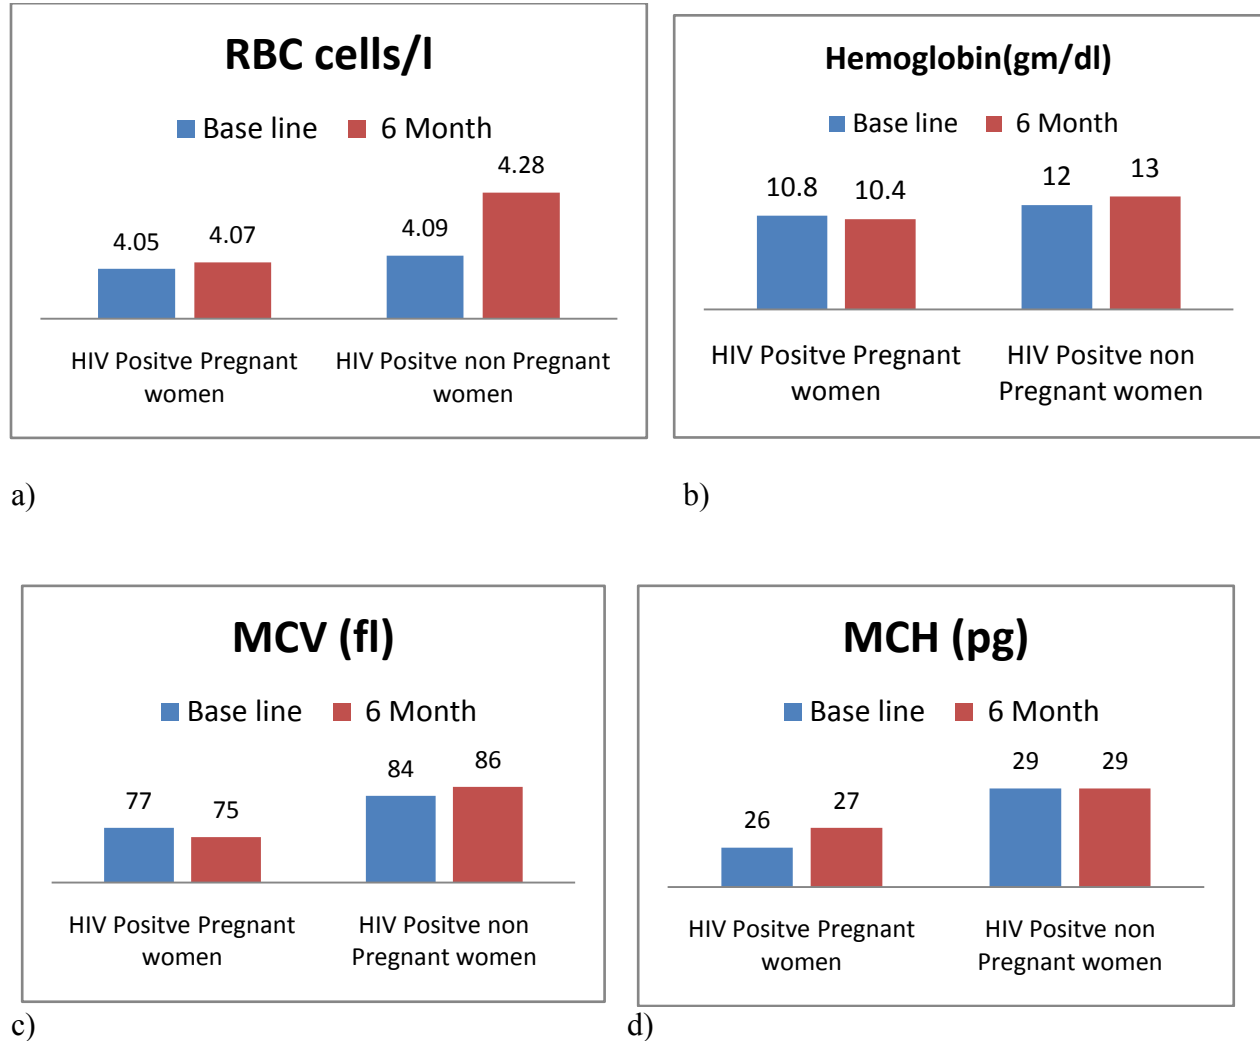 RBC cells/l
Base line 6 Month
4.05 4.07 4.09 4.28
HIV Positve Pregnant women
HIV Positve non Pregnant women
a)
Hemoglobin(gm/dl)
Base line 6 Month
10.8 10.4 12 13
HIV Positve Pregnant women
HIV Positve non Pregnant women
b)
MCV (fl)
Base line 6 Month
77 75 84 86
HIV Positve Pregnant women
HIV Positve non Pregnant women
c)
MCH (pg)
Base line 6 Month
26 27 29 29
HIV Positve Pregnant women
HIV Positve non Pregnant women
d)